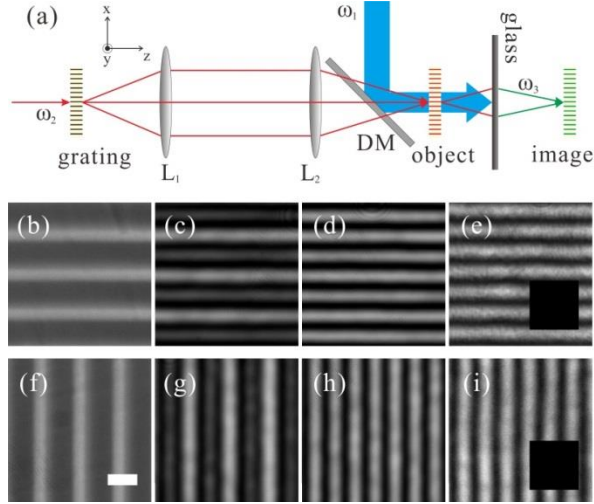 (a)
x
y
z
ω₁
glass
ω₂
ω₃
grating
L₁
L₂
DM
object
image
(b)
(c)
(d)
(e)
(f)
(g)
(h)
(i)